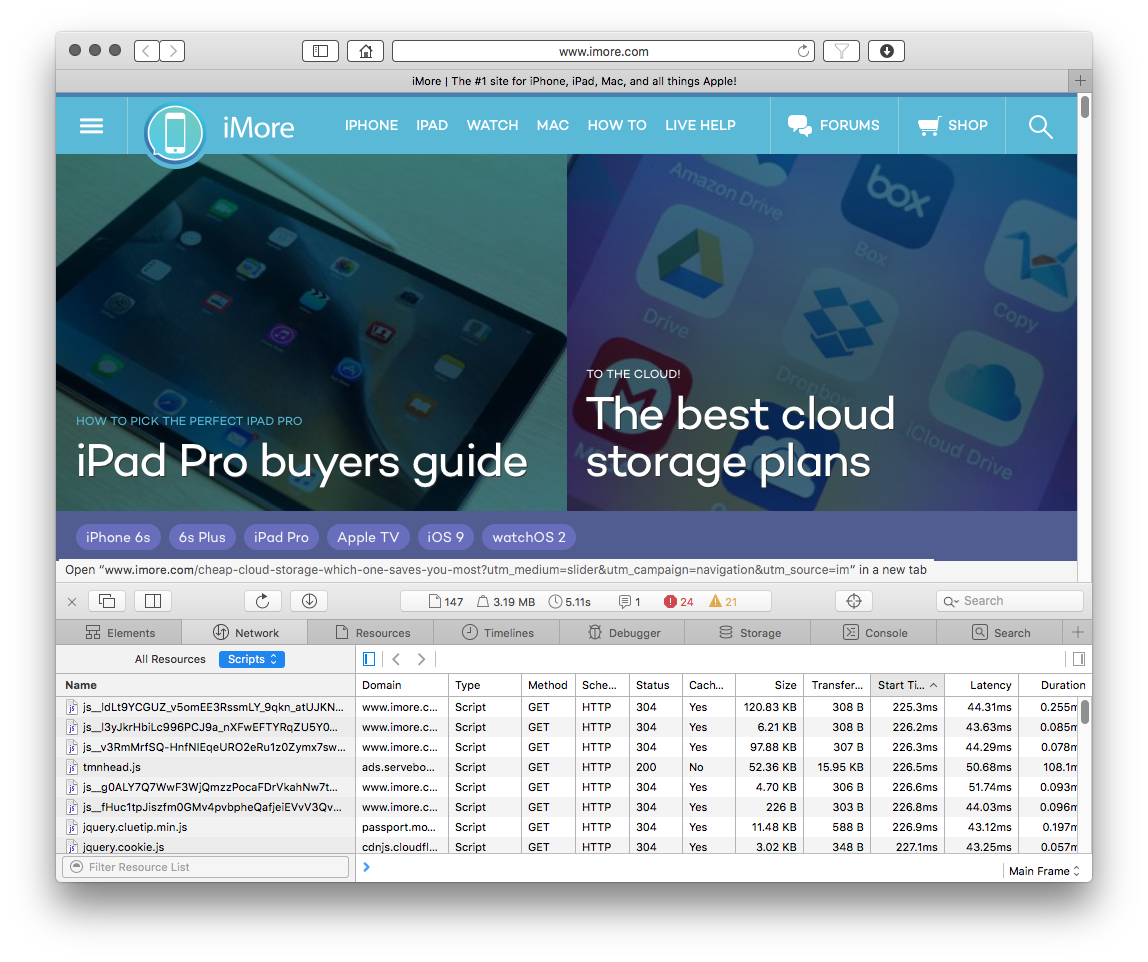 www.imore.com
iMore | The #1 site for iPhone, iPad, Mac, and all things Apple!
iMore IPHONE IPAD WATCH MAC HOW TO LIVE HELP FORUMS SHOP
Amazon Drive
box
Box
Drive
Dropbox
Copy
iCloud Drive
HOW TO PICK THE PERFECT IPAD PRO
iPad Pro buyers guide
TO THE CLOUD!
The best cloud
storage plans
iPhone 6s 6s Plus iPad Pro Apple TV iOS 9 watchOS 2
Open “www.imore.com/cheap-cloud-storage-which-one-saves-you-most?utm_medium=slider&utm_campaign=navigation&utm_source=im” in a new tab
147 3.19 MB 5.11s 1 24 21 Search
Elements Network Resources Timelines Debugger Storage Console Search
All Resources Scripts
Name Domain Type Method Sche... Status Cach... Size Transfer... Start Ti... Latency Duration
js__ldLt9YCGUZ_v5omEE3RssmLY_9qkn_atUJKN... www.imore.c... Script GET HTTP 304 Yes 120.83 KB 308 B 225.3ms 44.31ms 0.255m
js__l3yJkrHbiLc996PCJ9a_nXFwEFTYRqZU5Y0... www.imore.c... Script GET HTTP 304 Yes 6.21 KB 308 B 226.2ms 43.63ms 0.085m
js__v3RmMrfSQ-HnfNIEqeURO2eRu1z0Zymx7sw... www.imore.c... Script GET HTTP 304 Yes 97.88 KB 307 B 226.3ms 44.29ms 0.078m
tmnhead.js ads.servebo... Script GET HTTP 200 No 52.36 KB 15.95 KB 226.5ms 50.68ms 108.1m
js__g0ALY7Q7WwF3WjQmzzPocaFDrVkahNw7t... www.imore.c... Script GET HTTP 304 Yes 4.70 KB 306 B 226.6ms 51.74ms 0.093m
js__fHuc1tpJiszfm0GMv4pvbpheQafjeiEVvV3Qv... www.imore.c... Script GET HTTP 304 Yes 226 B 303 B 226.8ms 44.03ms 0.096m
jquery.cluetip.min.js passport.mo... Script GET HTTP 304 Yes 11.48 KB 588 B 226.9ms 43.12ms 0.197m
jquery.cookie.js cdnjs.cloudfl... Script GET HTTP 304 Yes 3.02 KB 348 B 227.1ms 43.25ms 0.057m
Filter Resource List Main Frame